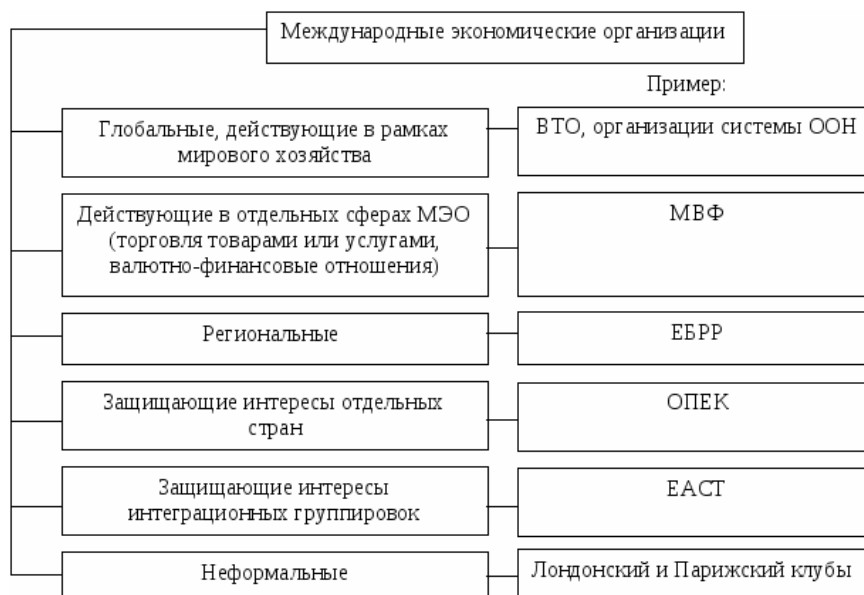 Международные экономические организации
Пример:
Глобальные, действующие в рамках
мирового хозяйства
ВТО, организации системы ООН
Действующие в отдельных сферах МЭО
(торговля товарами или услугами,
валютно-финансовые отношения)
МВФ
Региональные
ЕБРР
Защищающие интересы отдельных
стран
ОПЕК
Защищающие интересы
интеграционных группировок
ЕАСТ
Неформальные
Лондонский и Парижский клубы